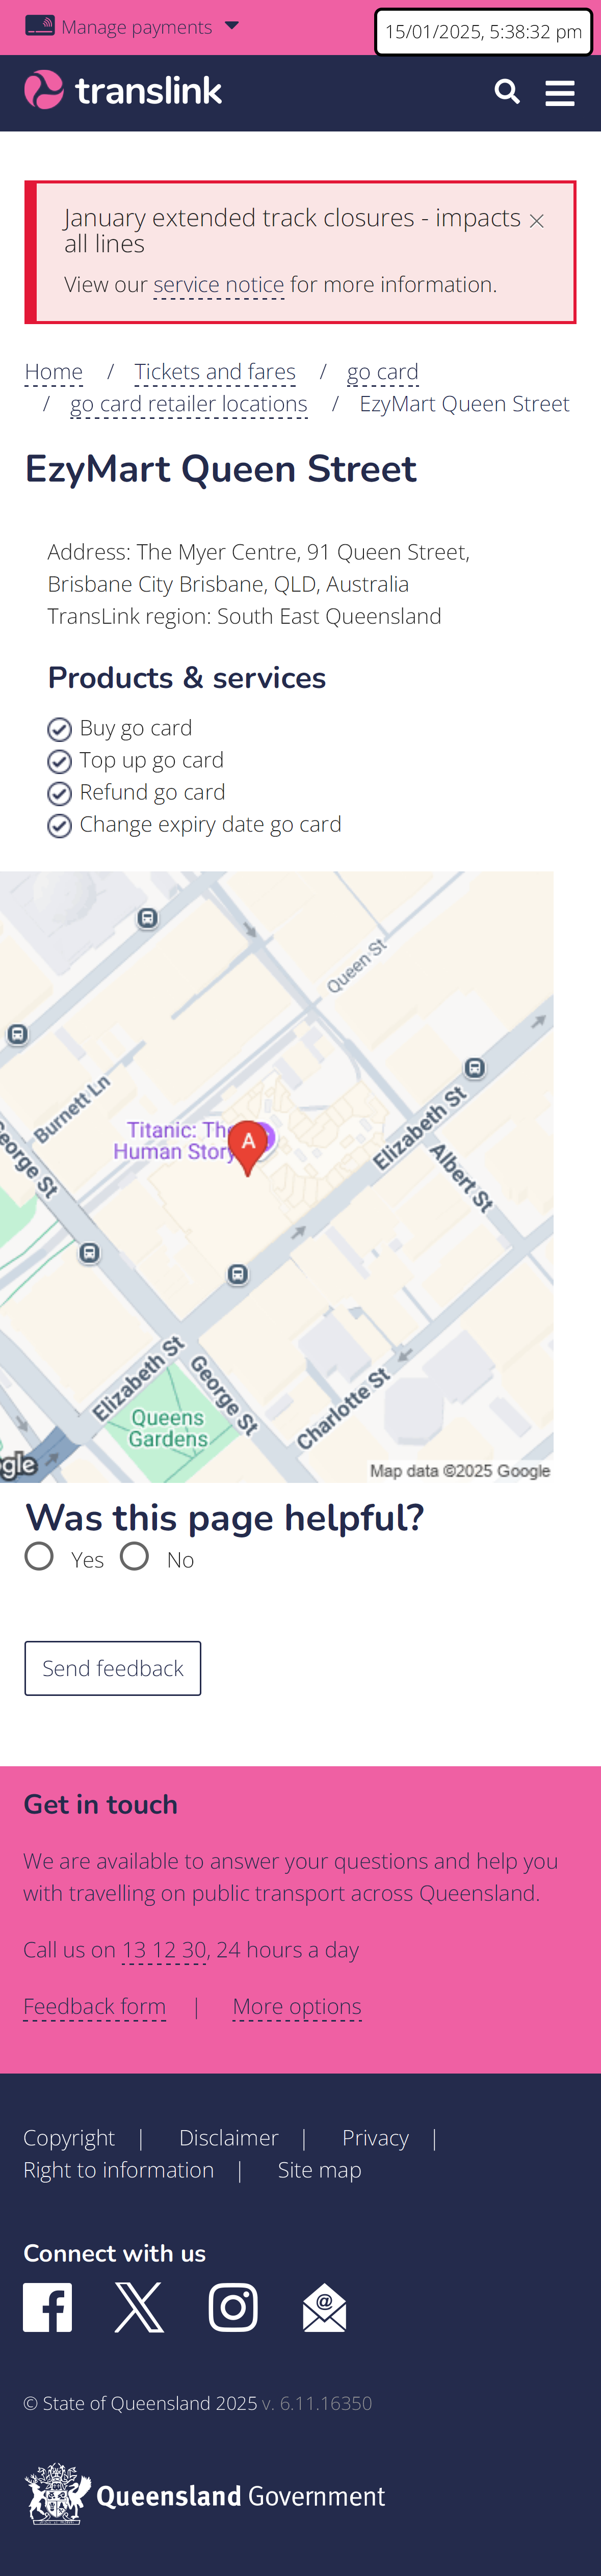 Manage payments
15/01/2025, 5:38:32 pm
translink
January extended track closures - impacts
all lines
View our service notice for more information.
Home / Tickets and fares / go card
/ go card retailer locations / EzyMart Queen Street
EzyMart Queen Street
Address: The Myer Centre, 91 Queen Street,
Brisbane City Brisbane, QLD, Australia
TransLink region: South East Queensland
Products & services
Buy go card
Top up go card
Refund go card
Change expiry date go card
Queen St
Burnett Ln
Elizabeth St
Titanic: The
Human Story
A
eorge St
Albert St
Elizabeth St
George St
Charlotte St
Queens
Gardens
gle
Map data ©2025 Google
Was this page helpful?
Yes No
Send feedback
Get in touch
We are available to answer your questions and help you
with travelling on public transport across Queensland.
Call us on 13 12 30, 24 hours a day
Feedback form | More options
Copyright | Disclaimer | Privacy |
Right to information | Site map
Connect with us
© State of Queensland 2025 v. 6.11.16350
Queensland Government